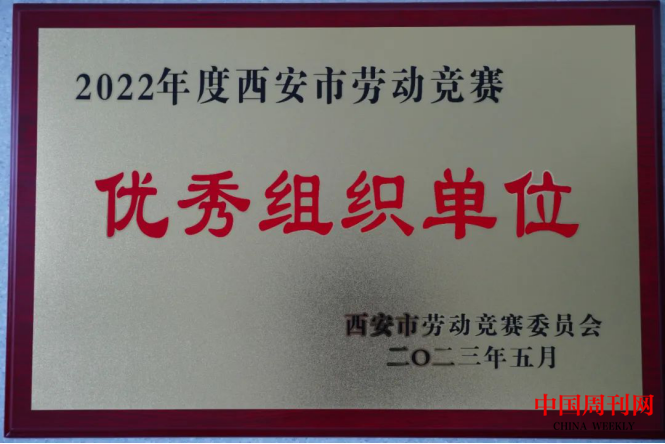 2022年度西安市劳动竞赛
优秀组织单位
西安市劳动竞赛委员会
二〇二三年五月
中国周刊网
CHINA WEEKLY